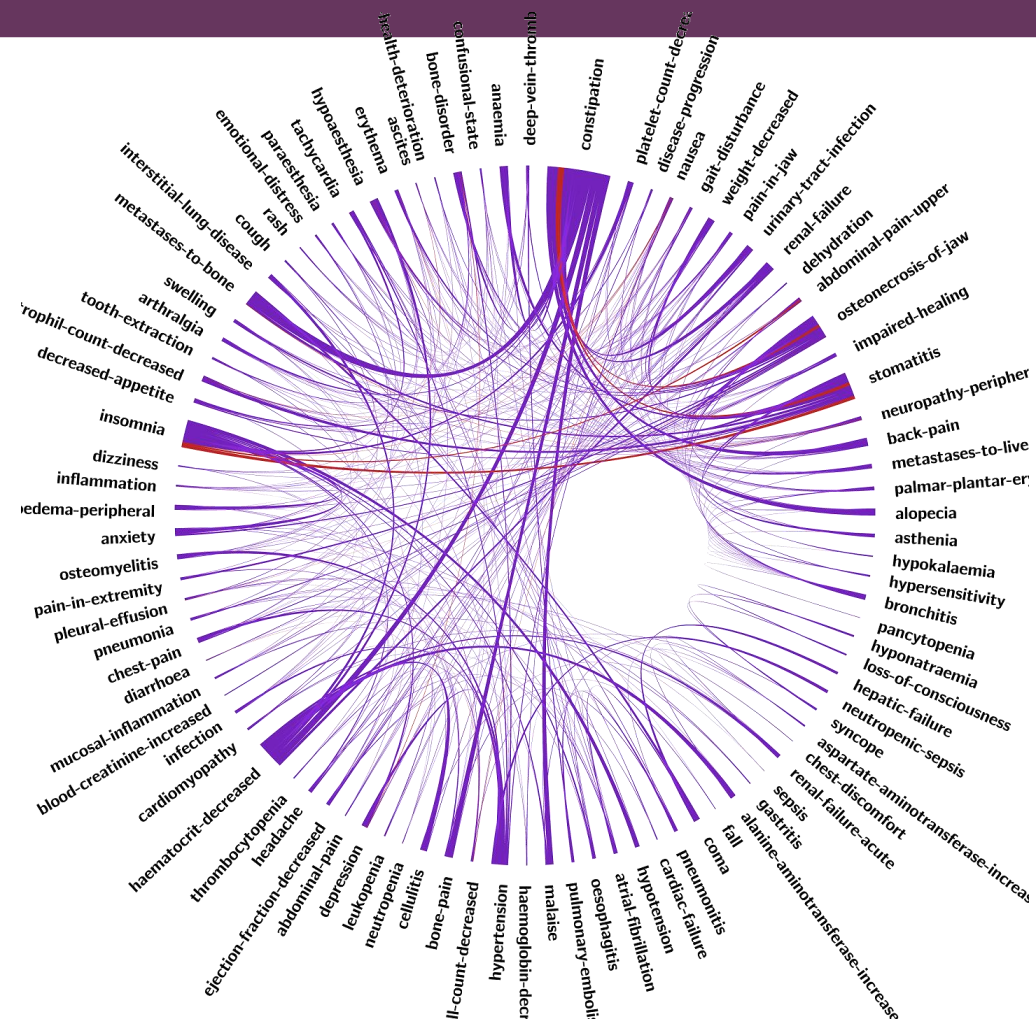 deep-vein-thromb
constipation
platelet-count-decre
disease-progression
nausea
gait-disturbance
weight-decreased
pain-in-jaw
urinary-tract-infection
renal-failure
dehydration
abdominal-pain-upper
osteonecrosis-of-jaw
impaired-healing
stomatitis
neuropathy-peripher
back-pain
metastases-to-live
palmar-plantar-ery
alopecia
asthenia
hypokalaemia
hypersensitivity
bronchitis
pancytopenia
hyponatraemia
loss-of-consciousness
hepatic-failure
neutropenic-sepsis
syncope
aspartate-aminotransferase-increas
chest-discomfort
renal-failure-acute
sepsis
gastritis
alanine-aminotransferase-increase
fall
coma
pneumonitis
cardiac-failure
hypotension
atrial-fibrillation
oesophagitis
pulmonary-emboli
malaise
haemoglobin-decr
hypertension
ll-count-decreased
bone-pain
cellulitis
neutropenia
leukopenia
depression
abdominal-pain
ejection-fraction-decreased
headache
thrombocytopenia
haematocrit-decreased
cardiomyopathy
infection
blood-creatinine-increased
mucosal-inflammation
diarrhoea
chest-pain
pneumonia
pleural-effusion
pain-in-extremity
osteomyelitis
anxiety
oedema-peripheral
inflammation
dizziness
insomnia
decreased-appetite
trophil-count-decreased
tooth-extraction
arthralgia
swelling
metastases-to-bone
interstitial-lung-disease
cough
rash
emotional-distress
paraesthesia
tachycardia
hypoaesthesia
erythema
ascites
health-deterioration
bone-disorder
confusional-state
anaemia